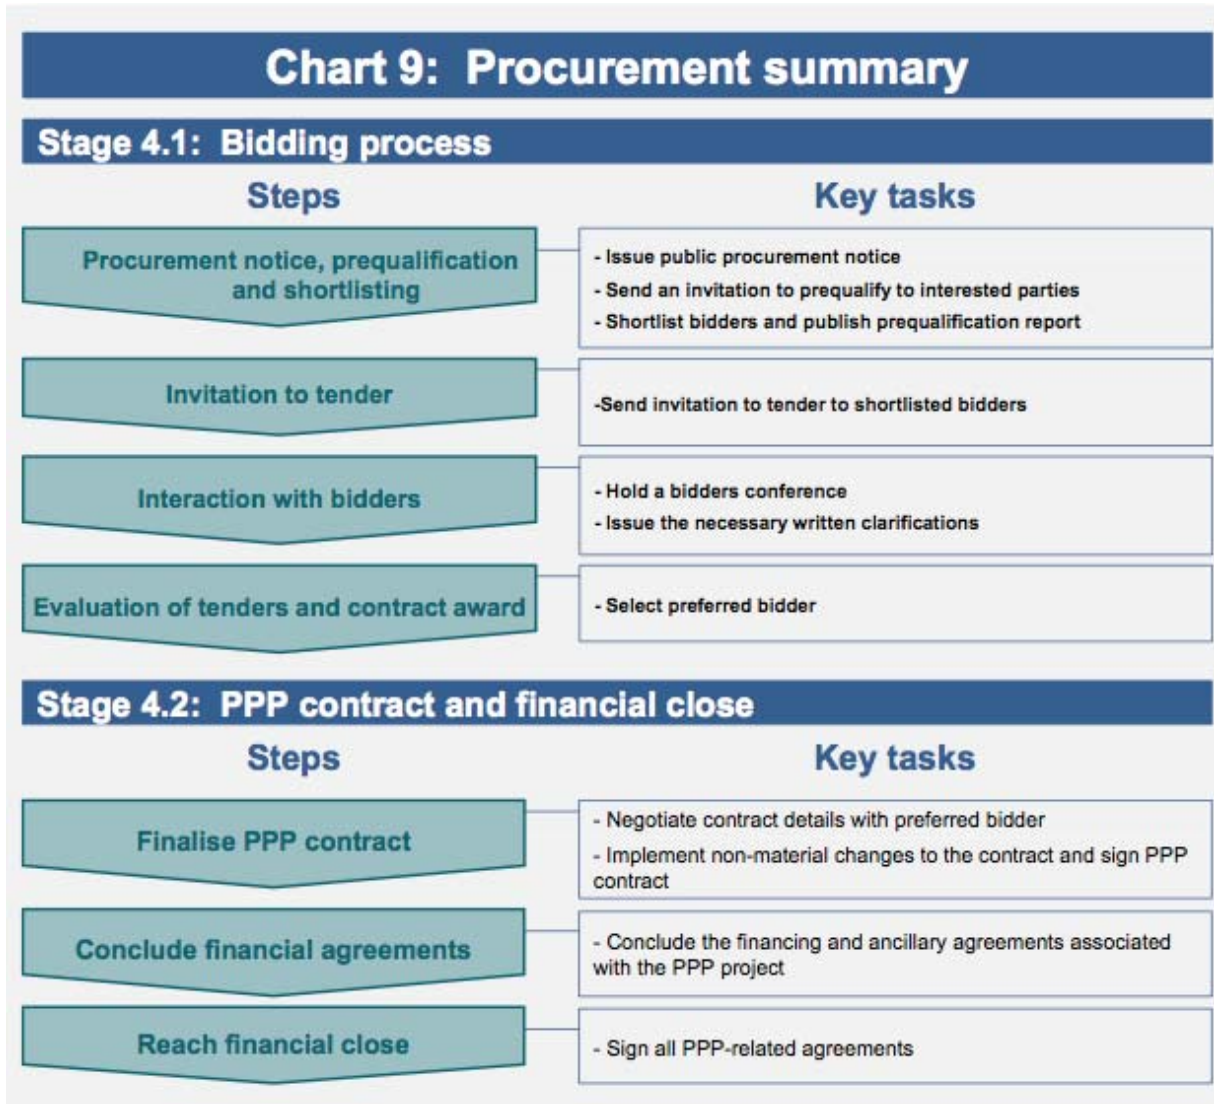 Chart 9: Procurement summary
Stage 4.1: Bidding process
Steps
Key tasks
Procurement notice, prequalification
and shortlisting
- Issue public procurement notice
- Send an invitation to prequalify to interested parties
- Shortlist bidders and publish prequalification report
Invitation to tender
-Send invitation to tender to shortlisted bidders
Interaction with bidders
- Hold a bidders conference
- Issue the necessary written clarifications
Evaluation of tenders and contract award
- Select preferred bidder
Stage 4.2: PPP contract and financial close
Steps
Key tasks
Finalise PPP contract
- Negotiate contract details with preferred bidder
- Implement non-material changes to the contract and sign PPP
contract
Conclude financial agreements
- Conclude the financing and ancillary agreements associated
with the PPP project
Reach financial close
- Sign all PPP-related agreements